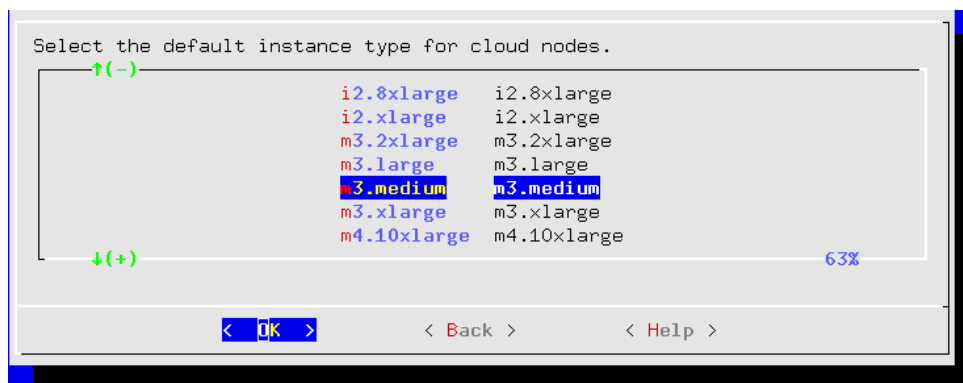 Select the default instance type for cloud nodes.
↑(-)
i2.8xlarge i2.8xlarge
i2.xlarge i2.xlarge
m3.2xlarge m3.2xlarge
m3.large m3.large
m3.medium m3.medium
m3.xlarge m3.xlarge
m4.10xlarge m4.10xlarge
↓(+) 63%
< OK > < Back > < Help >